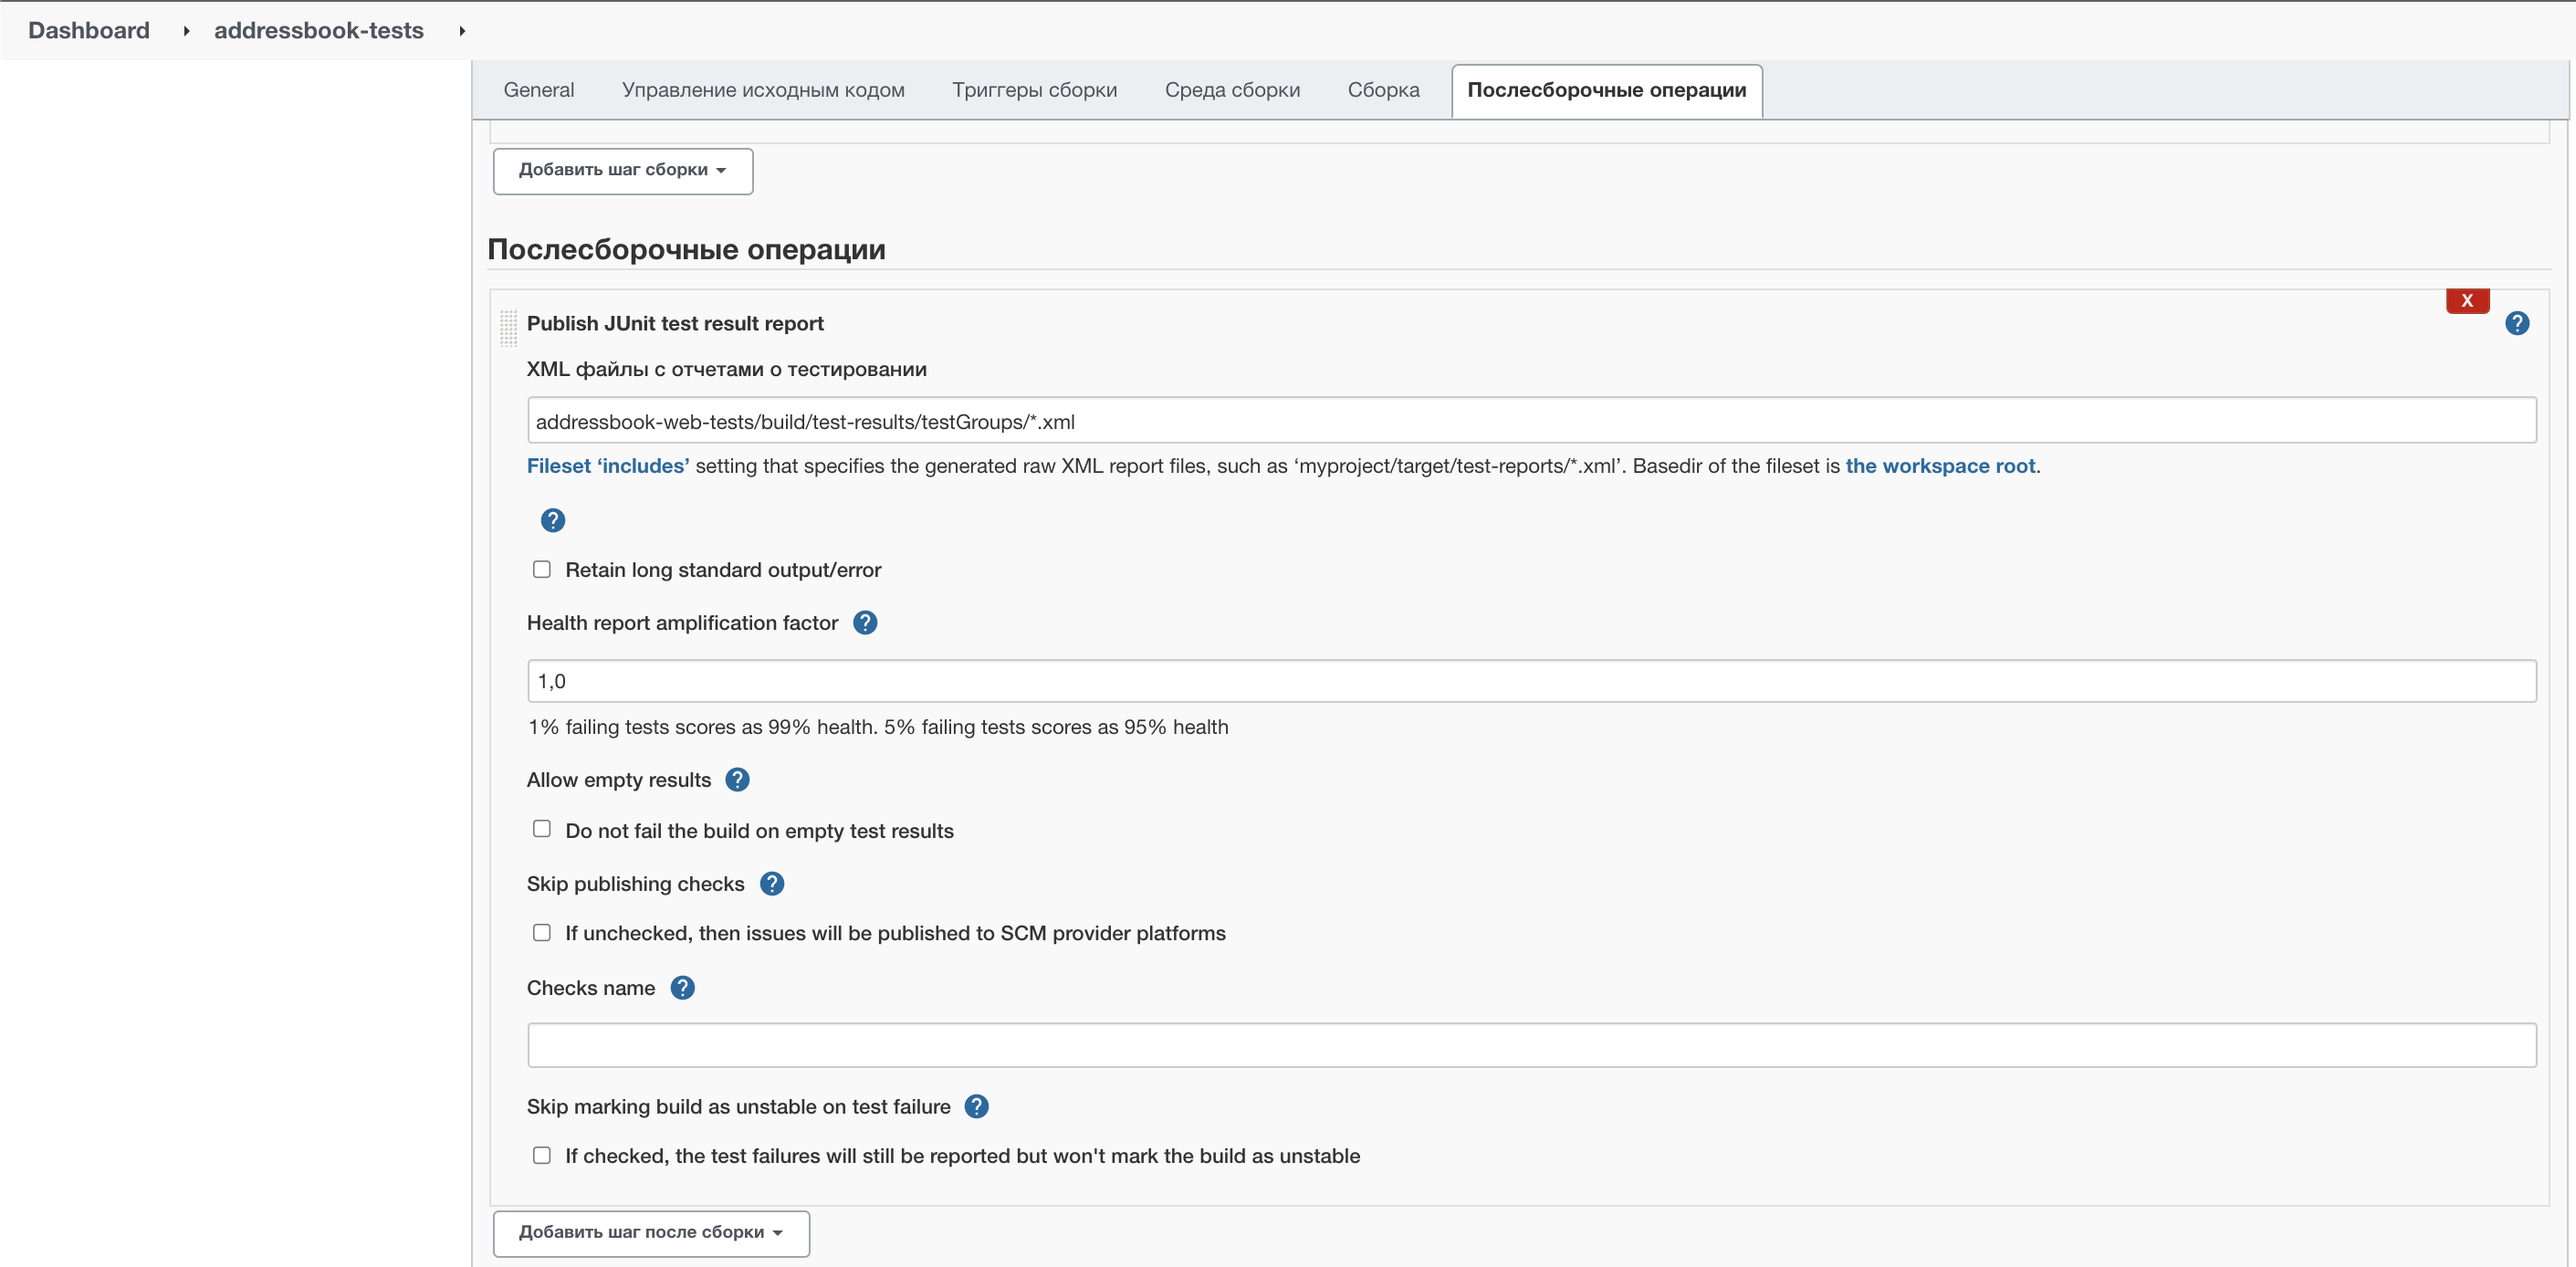 Dashboard addressbook-tests
General Управление исходным кодом Триггеры сборки Среда сборки Сборка Послесборочные операции
Добавить шаг сборки
Послесборочные операции
X
Publish JUnit test result report ?
XML файлы с отчетами о тестировании
addressbook-web-tests/build/test-results/testGroups/*.xml
Fileset ‘includes’ setting that specifies the generated raw XML report files, such as ‘myproject/target/test-reports/*.xml’. Basedir of the fileset is the workspace root.
?
Retain long standard output/error
Health report amplification factor ?
1,0
1% failing tests scores as 99% health. 5% failing tests scores as 95% health
Allow empty results ?
Do not fail the build on empty test results
Skip publishing checks ?
If unchecked, then issues will be published to SCM provider platforms
Checks name ?
Skip marking build as unstable on test failure ?
If checked, the test failures will still be reported but won't mark the build as unstable
Добавить шаг после сборки